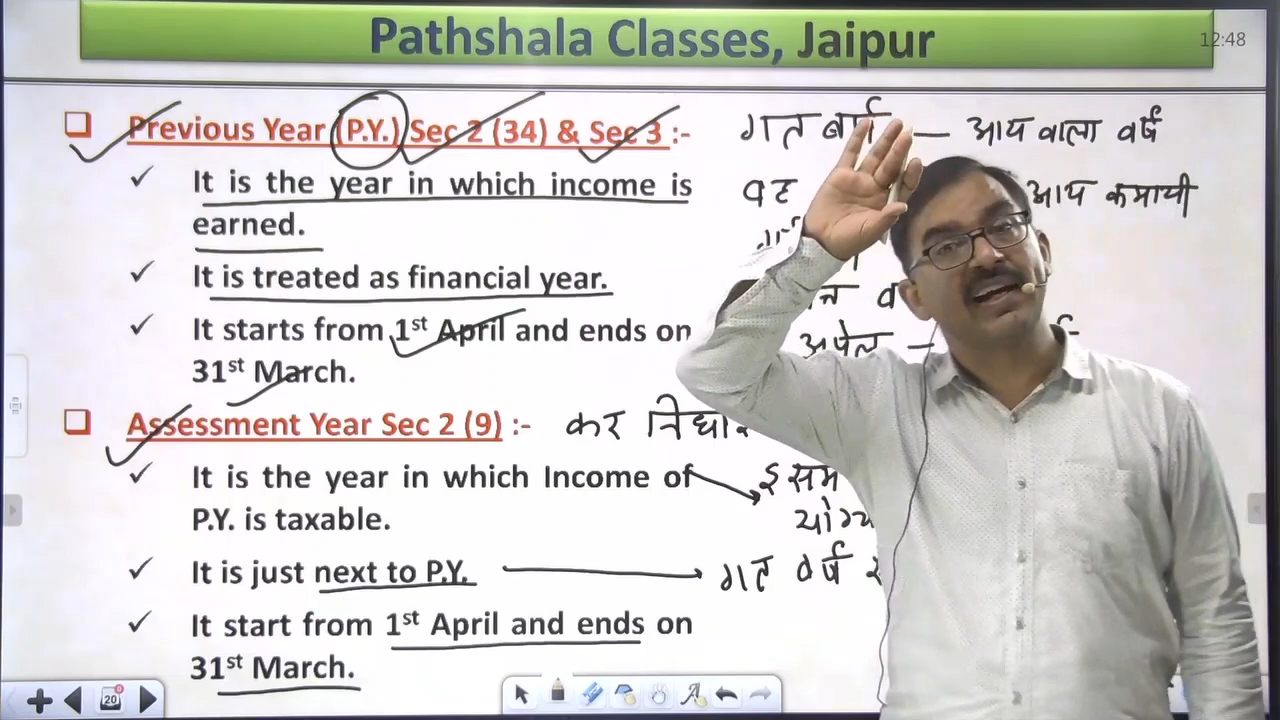 Pathshala Classes, Jaipur
12:48
Previous Year (P.Y.) Sec 2 (34) & Sec 3 :- गत बर्ष — आय वाला वर्ष
It is the year in which income is वह आय कमायी
earned.
It is treated as financial year.
It starts from 1st April and ends on अप्रेल —
31st March.
Assessment Year Sec 2 (9) :- कर
It is the year in which Income of इसमे
P.Y. is taxable. योग्य
It is just next to P.Y. गत वर्ष
It start from 1st April and ends on
31st March.
20